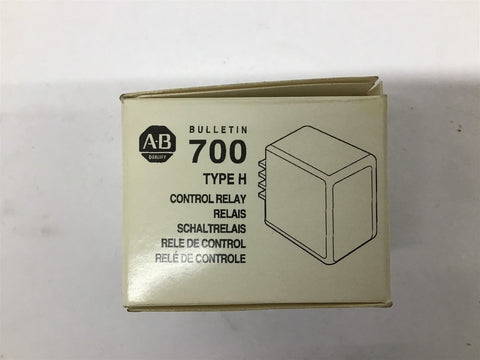 AB
QUALITY
BULLETIN
700
TYPE H
CONTROL RELAY
RELAIS
SCHALTRELAIS
RELE DE CONTROL
RELÉ DE CONTROLE